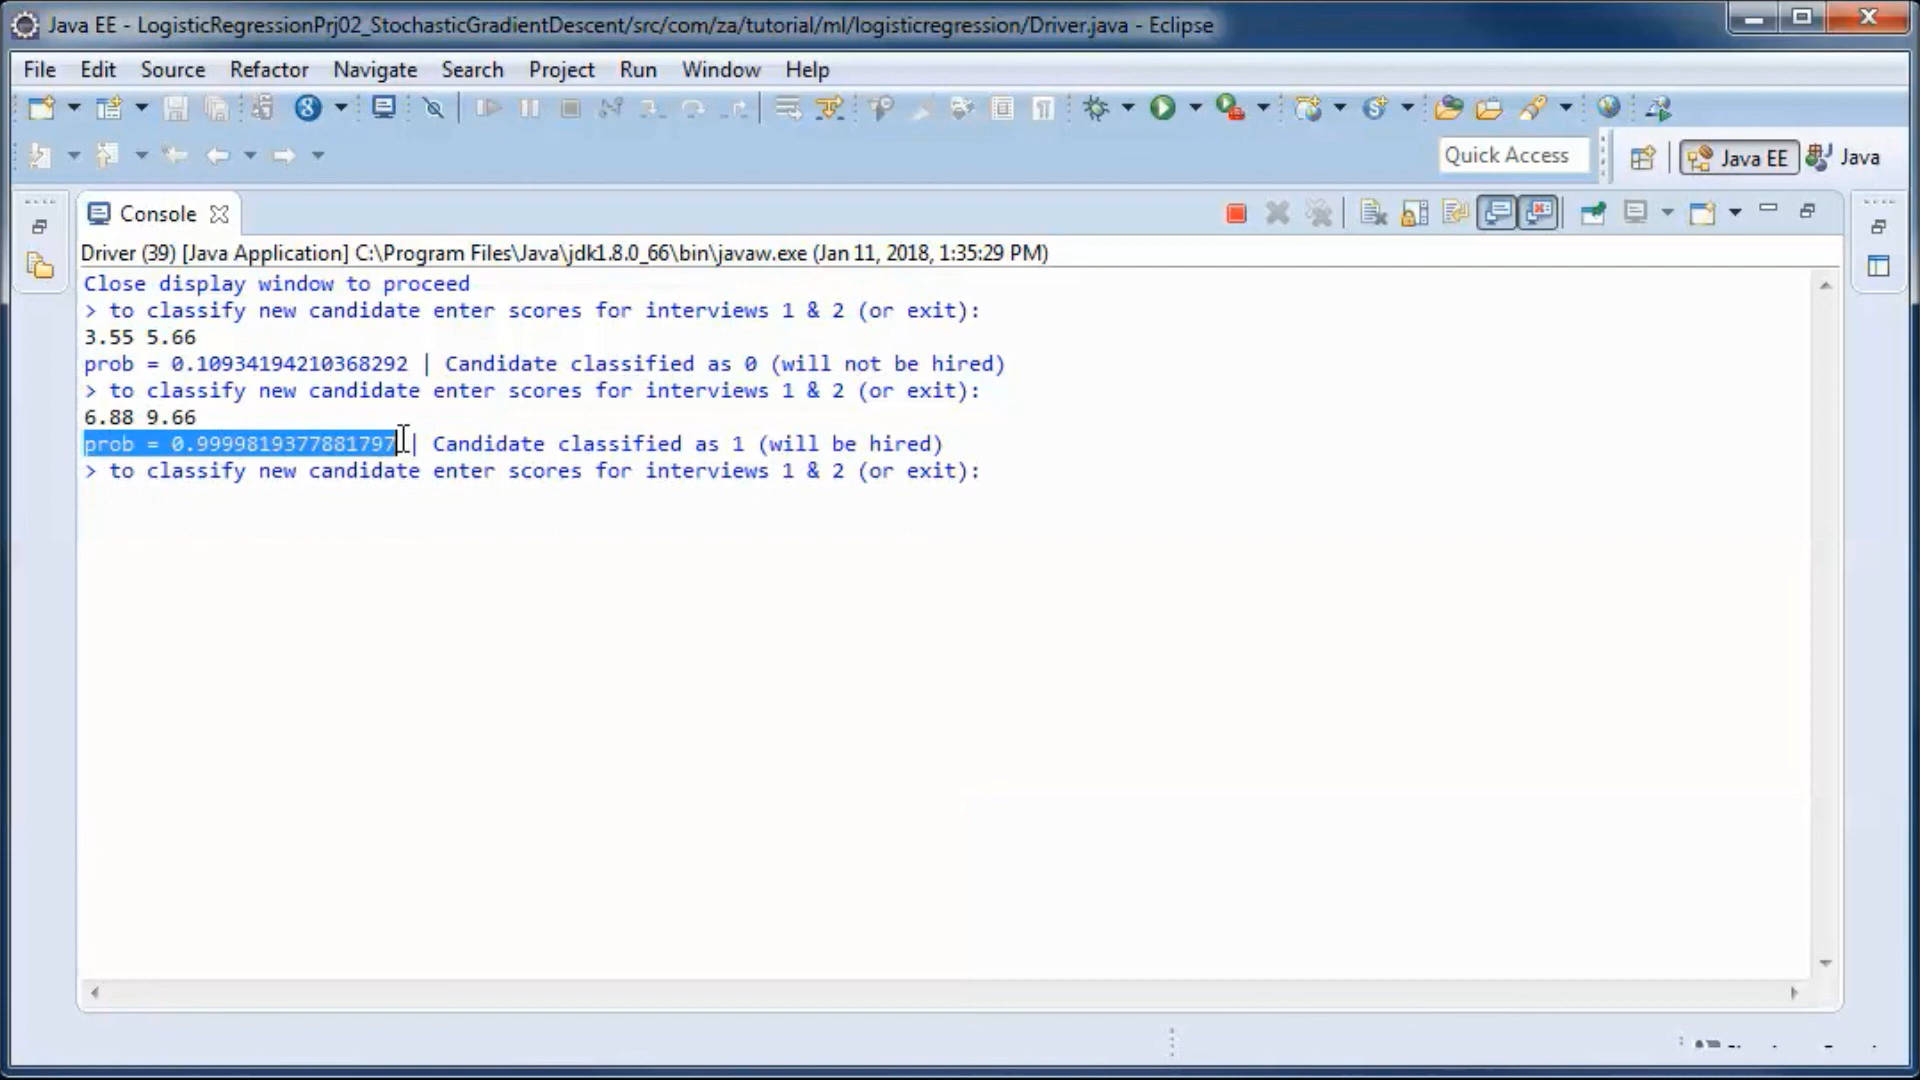 Java EE - LogisticRegressionPrj02_StochasticGradientDescent/src/com/za/tutorial/ml/logisticregression/Driver.java - Eclipse
File Edit Source Refactor Navigate Search Project Run Window Help
Quick Access
Java EE
Java
Console
Driver (39) [Java Application] C:\Program Files\Java\jdk1.8.0_66\bin\javaw.exe (Jan 11, 2018, 1:35:29 PM)
Close display window to proceed
> to classify new candidate enter scores for interviews 1 & 2 (or exit):
3.55 5.66
prob = 0.10934194210368292 | Candidate classified as 0 (will not be hired)
> to classify new candidate enter scores for interviews 1 & 2 (or exit):
6.88 9.66
prob = 0.9999819377881797 | Candidate classified as 1 (will be hired)
> to classify new candidate enter scores for interviews 1 & 2 (or exit):